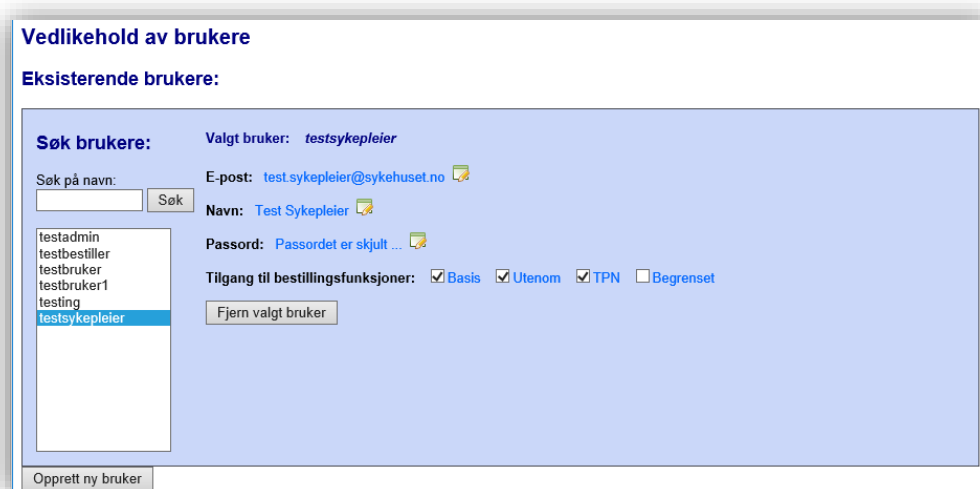 Vedlikehold av brukere
Eksisterende brukere:
Søk brukere:
Søk på navn:
Søk
testadmin
testbestiller
testbruker
testbruker1
testing
testsykepleier
Valgt bruker: testsykepleier
E-post: test.sykepleier@sykehuset.no
Navn: Test Sykepleier
Passord: Passordet er skjult ...
Tilgang til bestillingsfunksjoner: Basis Utenom TPN Begrenset
Fjern valgt bruker
Opprett ny bruker